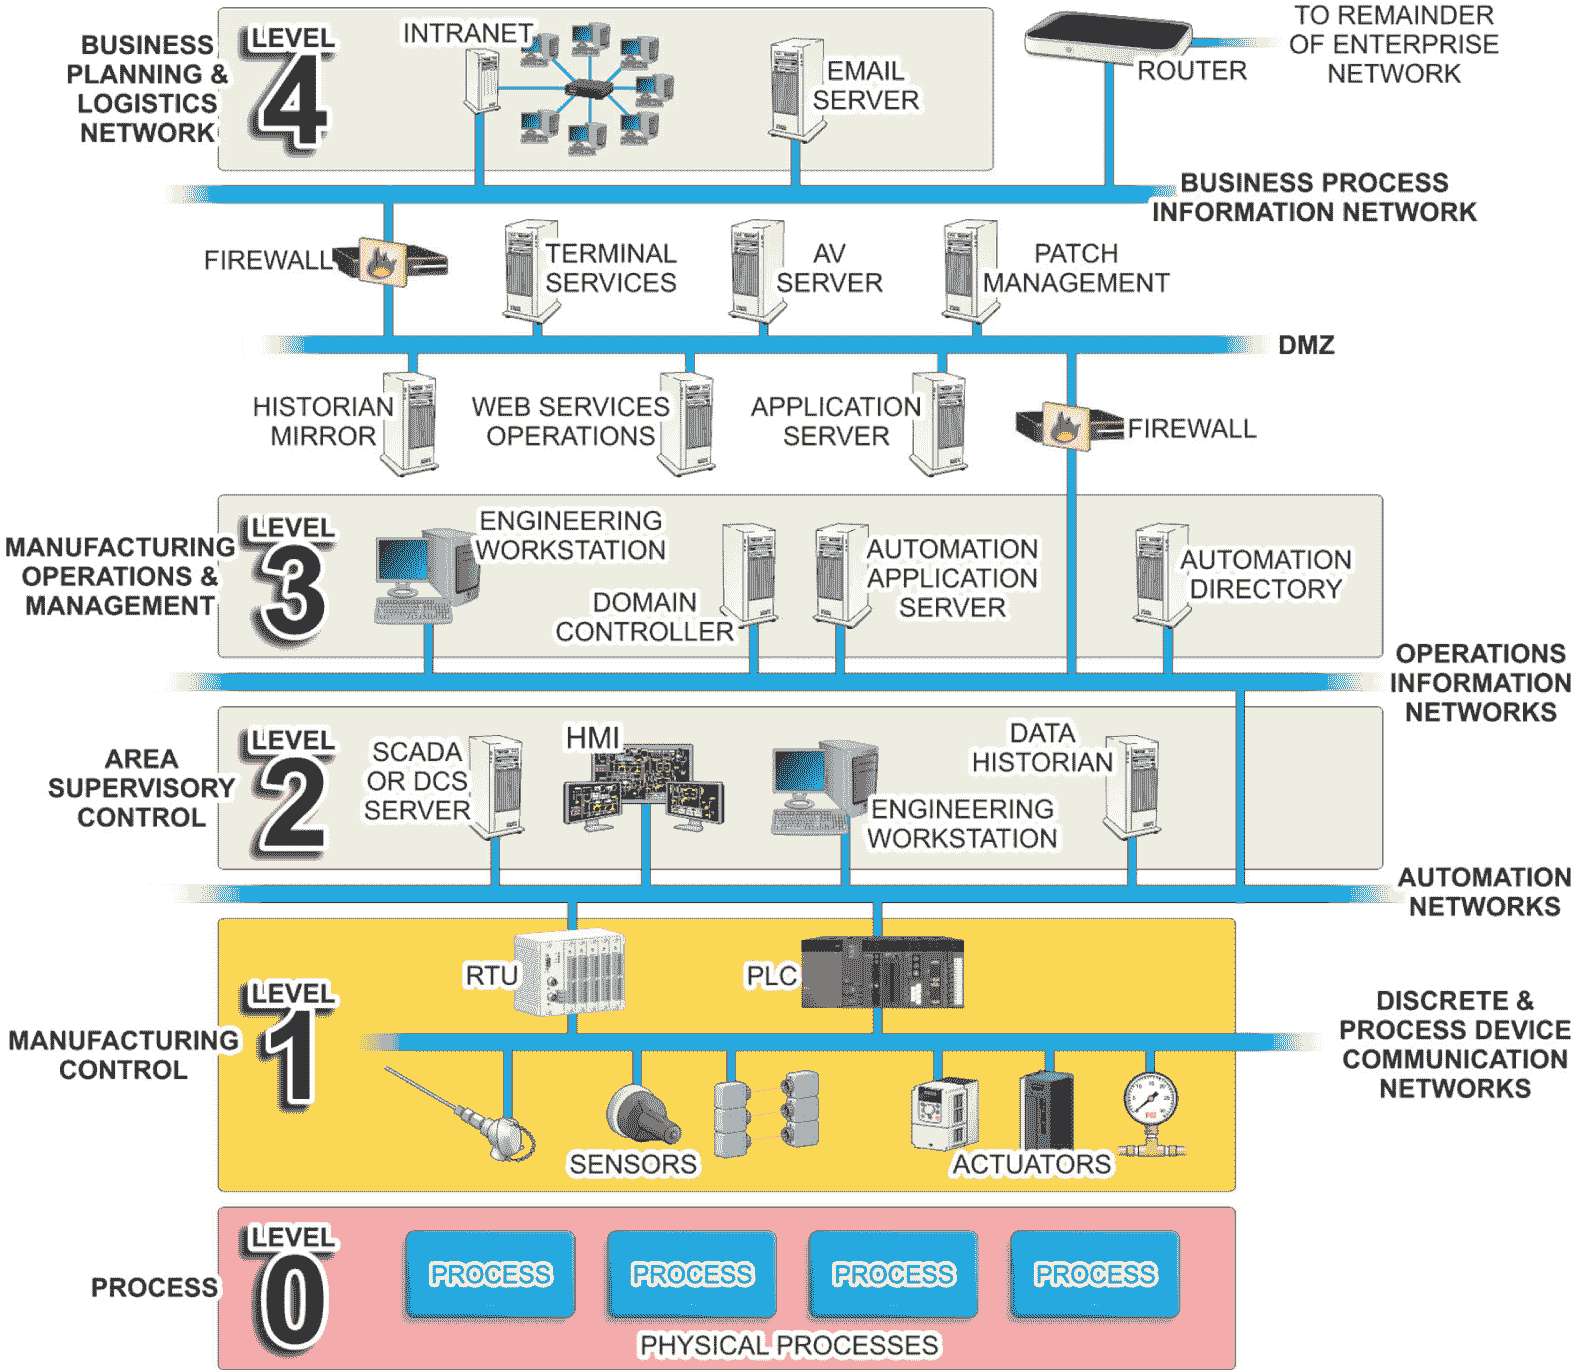 BUSINESS
PLANNING &
LOGISTICS
NETWORK
LEVEL
4
INTRANET
EMAIL
SERVER
ROUTER
TO REMAINDER
OF ENTERPRISE
NETWORK
BUSINESS PROCESS
INFORMATION NETWORK
FIREWALL
TERMINAL
SERVICES
AV
SERVER
PATCH
MANAGEMENT
DMZ
HISTORIAN
MIRROR
WEB SERVICES
OPERATIONS
APPLICATION
SERVER
FIREWALL
MANUFACTURING
OPERATIONS &
MANAGEMENT
LEVEL
3
ENGINEERING
WORKSTATION
DOMAIN
CONTROLLER
AUTOMATION
APPLICATION
SERVER
AUTOMATION
DIRECTORY
OPERATIONS
INFORMATION
NETWORKS
AREA
SUPERVISORY
CONTROL
LEVEL
2
SCADA
OR DCS
SERVER
HMI
ENGINEERING
WORKSTATION
DATA
HISTORIAN
AUTOMATION
NETWORKS
MANUFACTURING
CONTROL
LEVEL
1
RTU
PLC
DISCRETE &
PROCESS DEVICE
COMMUNICATION
NETWORKS
SENSORS
ACTUATORS
PROCESS
LEVEL
0
PROCESS
PROCESS
PROCESS
PROCESS
PHYSICAL PROCESSES